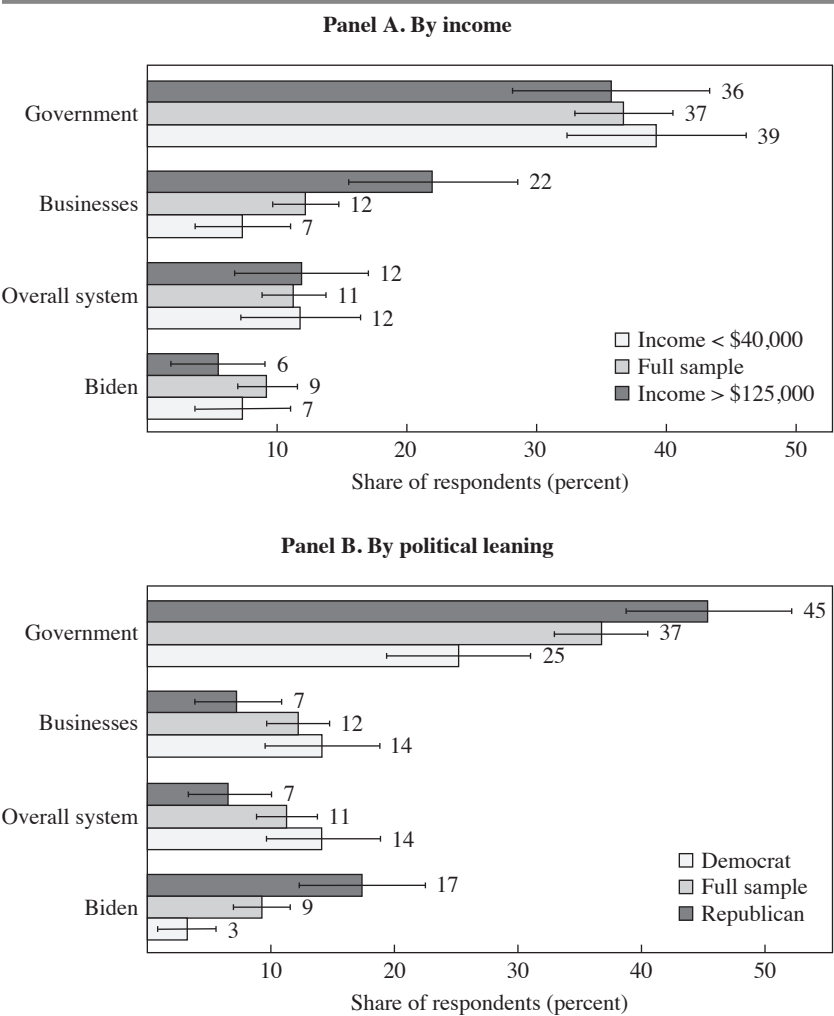 Panel A. By income
Government
36
37
39
Businesses
22
12
7
Overall system
12
11
12
Biden
6
9
7
Income < $40,000
Full sample
Income > $125,000
10 20 30 40 50
Share of respondents (percent)
Panel B. By political leaning
Government
45
37
25
Businesses
7
12
14
Overall system
7
11
14
Biden
17
9
3
Democrat
Full sample
Republican
10 20 30 40 50
Share of respondents (percent)